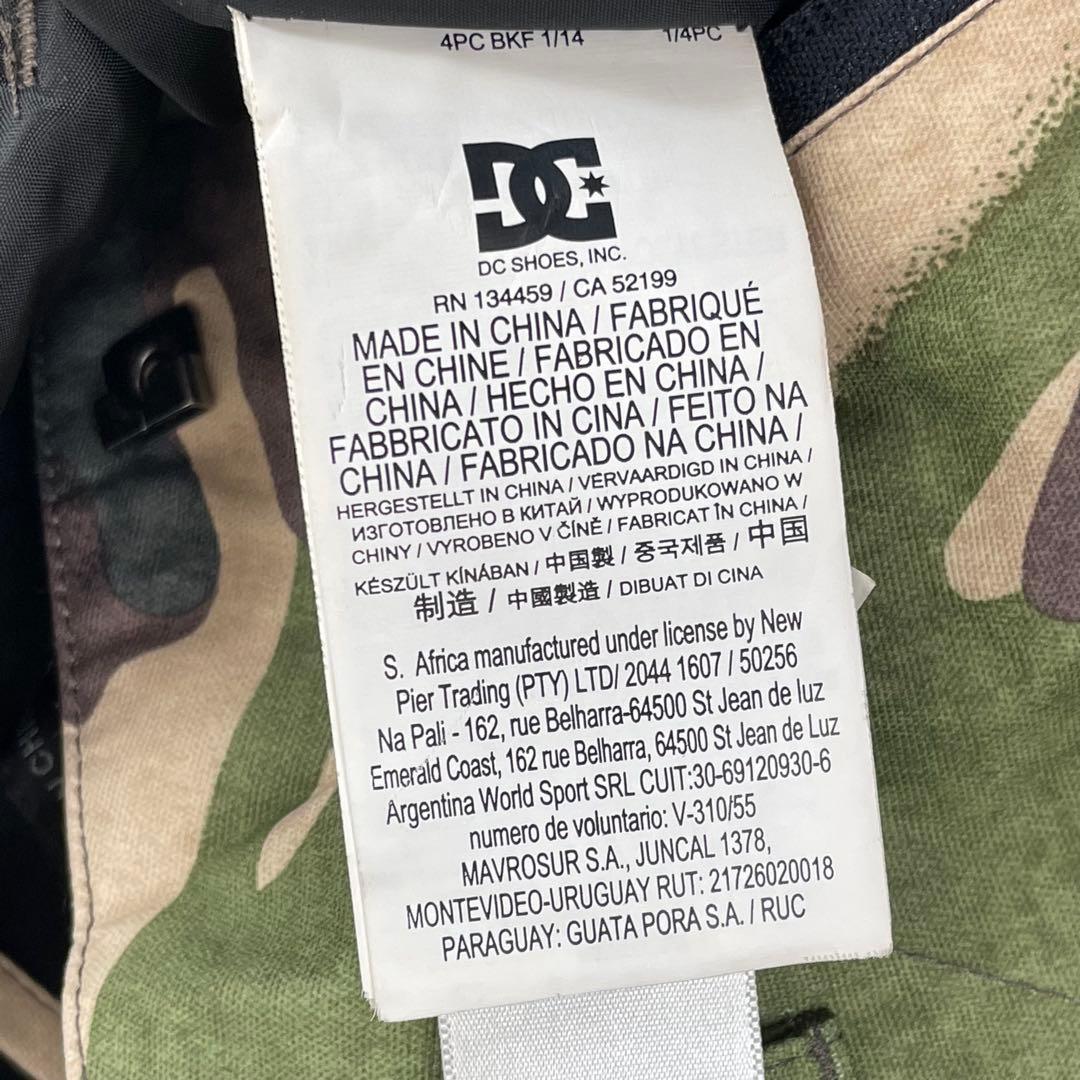 4PC BKF 1/14 1/4PC
DC
DC SHOES, INC.
RN 134459 / CA 52199
MADE IN CHINA / FABRIQUÉ
EN CHINE / FABRICADO EN
CHINA / HECHO EN CHINA /
FABBRICATO IN CINA / FEITO NA
CHINA / FABRICADO NA CHINA /
HERGESTELLT IN CHINA / VERVAARDIGD IN CHINA /
ИЗГОТОВЛЕНО В КИТАЙ / WYPRODUKOWANO W
CHINY / VYROBENO V ČÍNĚ / FABRICAT ÎN CHINA /
KÉSZÜLT KÍNÁBAN / 中国製 / 중국제품 / 中国
制造 / 中國製造 / DIBUAT DI CINA
S. Africa manufactured under license by New
Pier Trading (PTY) LTD/ 2044 1607 / 50256
Na Pali - 162, rue Belharra-64500 St Jean de luz
Emerald Coast, 162 rue Belharra, 64500 St Jean de Luz
Argentina World Sport SRL CUIT:30-69120930-6
numero de voluntario: V-310/55
MAVROSUR S.A., JUNCAL 1378,
MONTEVIDEO-URUGUAY RUT: 21726020018
PARAGUAY: GUATA PORA S.A. / RUC